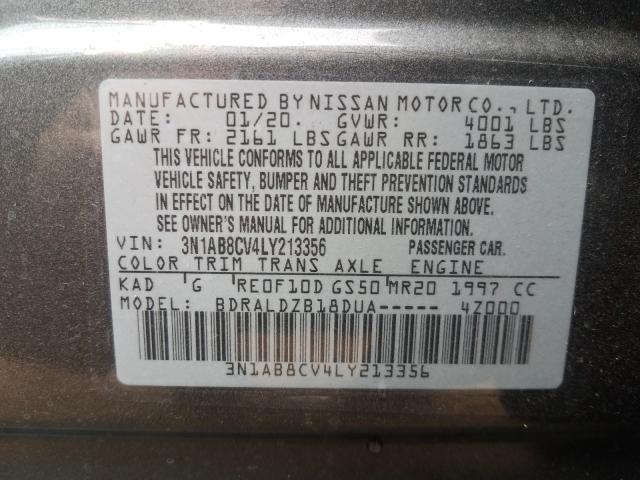 MANUFACTURED BY NISSAN MOTOR CO., LTD.
DATE: 01/20. GVWR: 4001 LBS
GAWR FR: 2161 LBS GAWR RR: 1863 LBS
THIS VEHICLE CONFORMS TO ALL APPLICABLE FEDERAL MOTOR
VEHICLE SAFETY, BUMPER AND THEFT PREVENTION STANDARDS
IN EFFECT ON THE DATE OF MANUFACTURE SHOWN ABOVE.
SEE OWNER'S MANUAL FOR ADDITIONAL INFORMATION.
VIN: 3N1AB8CV4LY213356 PASSENGER CAR.
COLOR TRIM TRANS AXLE ENGINE
KAD G RE0F10D GS50 MR20 1997 CC
MODEL: BDRALDZB18DUA----- 4Z000
3N1AB8CV4LY213356